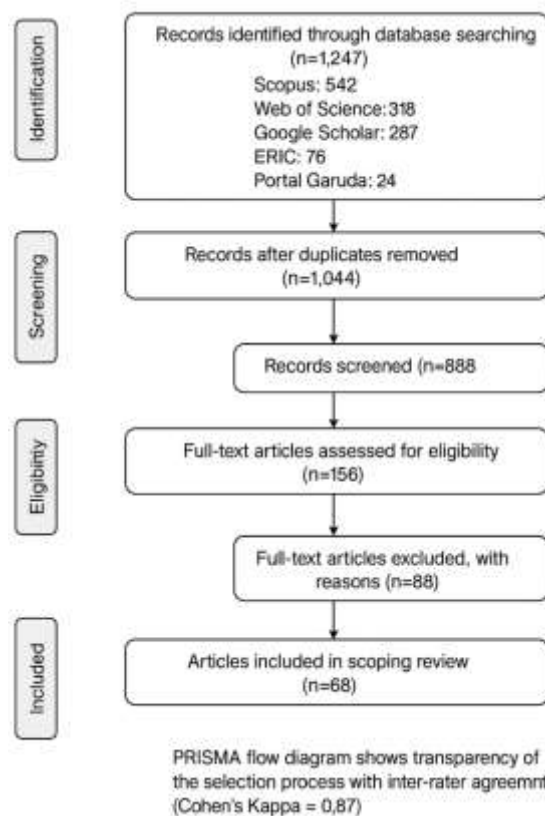 Identification
Records identified through database searching
(n=1,247)
Scopus: 542
Web of Science: 318
Google Scholar: 287
ERIC: 76
Portal Garuda: 24
Screening
Records after duplicates removed
(n=1,044)
Records screened (n=888
Eligibinty
Full-text articles assessed for eligibility
(n=156)
Full-text articles excluded, with
reasons (n=88)
Included
Articles included in scoping review
(n=68)
PRISMA flow diagram shows transparency of
the selection process with inter-rater agreemnt
(Cohen's Kappa = 0,87)